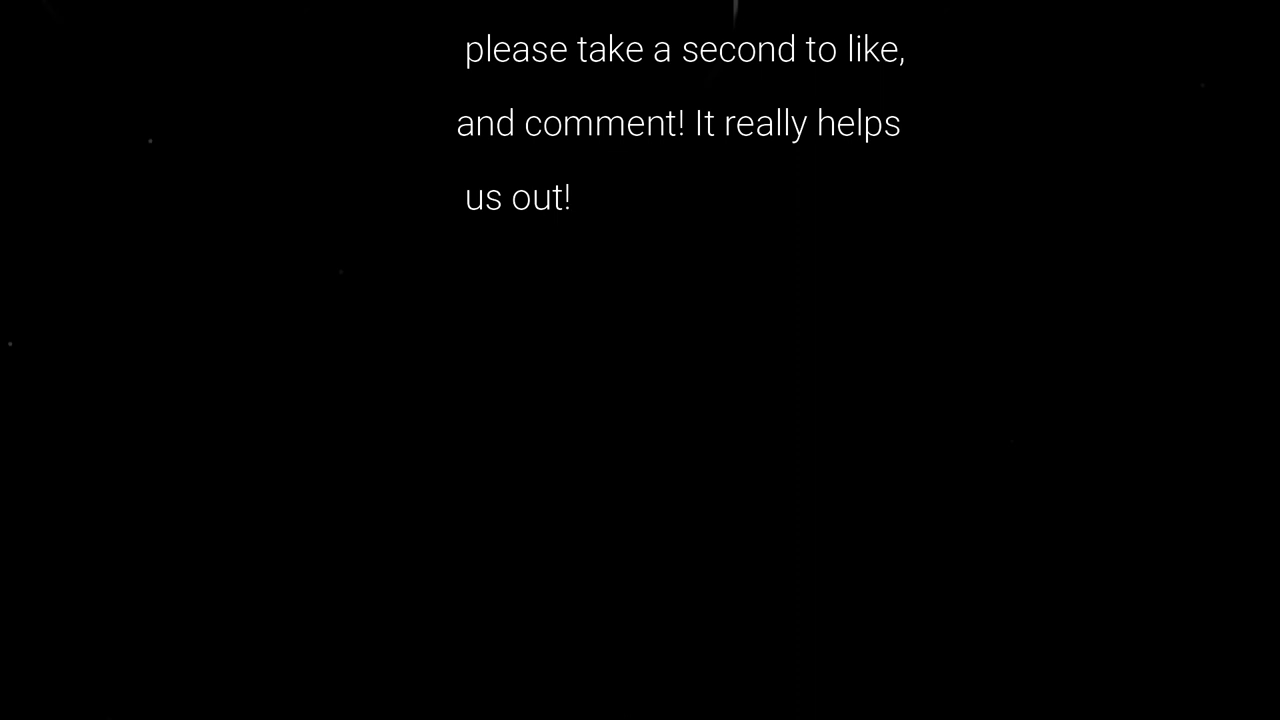 please take a second to like,
and comment! It really helps
us out!